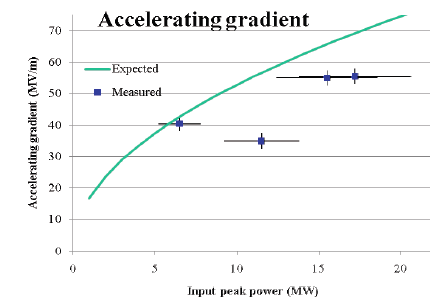 Accelerating gradient
Accelerating gradient (MV/m)
70
60
50
40
30
20
10
0
Expected
Measured
0 5 10 15 20
Input peak power (MW)